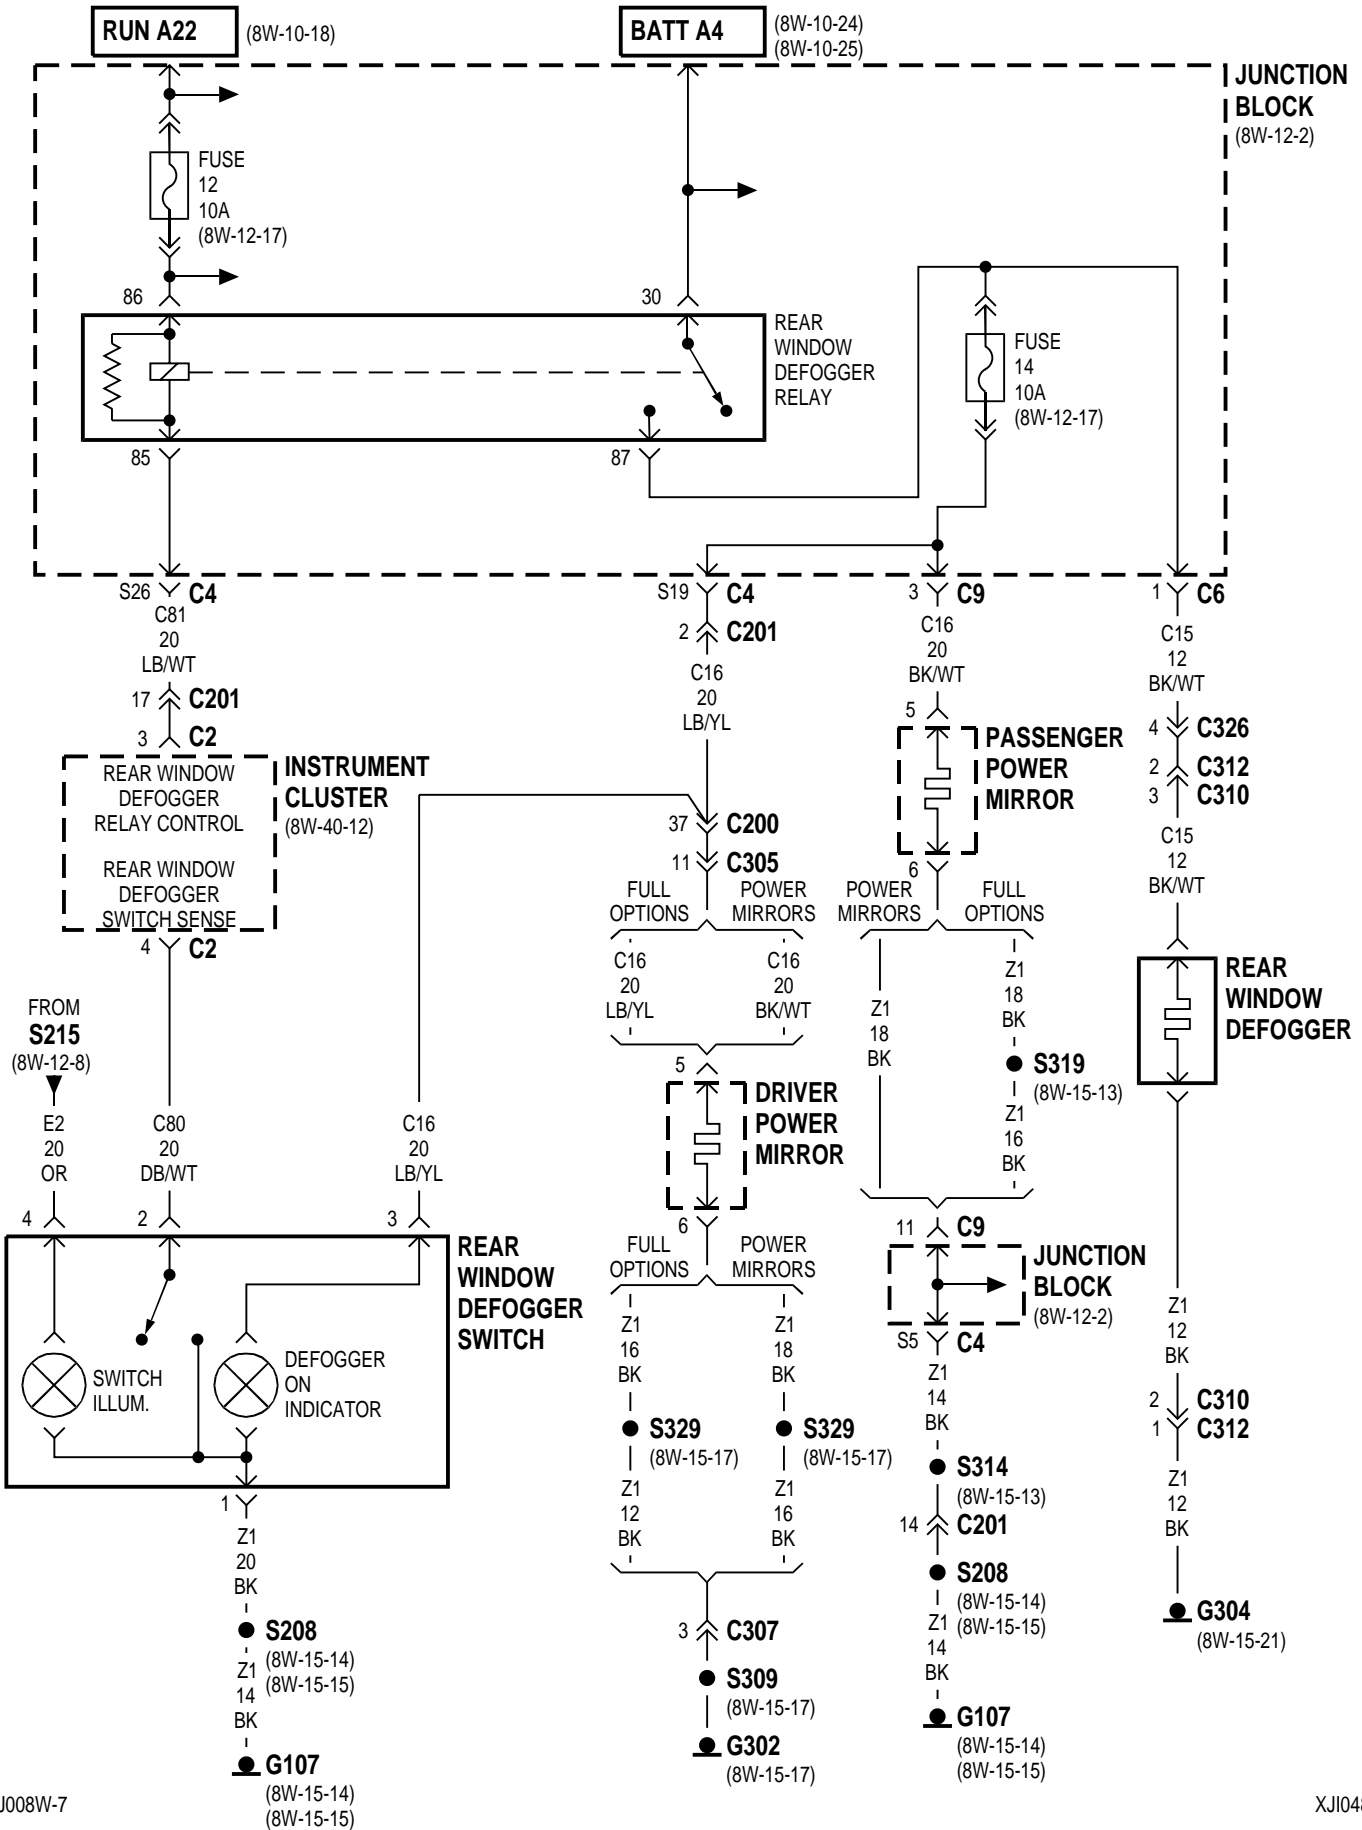 RUN A22
(8W-10-18)
BATT A4
(8W-10-24)
(8W-10-25)
JUNCTION
BLOCK
(8W-12-2)
FUSE
12
10A
(8W-12-17)
86
30
REAR
WINDOW
DEFOGGER
RELAY
FUSE
14
10A
(8W-12-17)
85
87
S26
C4
S19
C4
3
C9
1
C6
C81
20
LB/WT
17
C201
3
C2
2
C201
C16
20
LB/YL
C16
20
BK/WT
5
PASSENGER
POWER
MIRROR
6
C15
12
BK/WT
4
C326
2
C312
3
C310
C15
12
BK/WT
REAR WINDOW
DEFOGGER
RELAY CONTROL
REAR WINDOW
DEFOGGER
SWITCH SENSE
INSTRUMENT
CLUSTER
(8W-40-12)
4
C2
37
C200
11
C305
FULL
OPTIONS
POWER
MIRRORS
C16
20
LB/YL
C16
20
BK/WT
5
DRIVER
POWER
MIRROR
6
POWER
MIRRORS
FULL
OPTIONS
Z1
18
BK
Z1
18
BK
S319
(8W-15-13)
Z1
16
BK
REAR
WINDOW
DEFOGGER
FROM
S215
(8W-12-8)
E2
20
OR
C80
20
DB/WT
C16
20
LB/YL
4
2
3
REAR
WINDOW
DEFOGGER
SWITCH
SWITCH
ILLUM.
DEFOGGER
ON
INDICATOR
1
Z1
20
BK
S208
(8W-15-14)
(8W-15-15)
Z1
14
BK
G107
(8W-15-14)
(8W-15-15)
FULL
OPTIONS
POWER
MIRRORS
Z1
16
BK
Z1
18
BK
S329
(8W-15-17)
S329
(8W-15-17)
Z1
12
BK
Z1
16
BK
3
C307
S309
(8W-15-17)
G302
(8W-15-17)
11
C9
JUNCTION
BLOCK
(8W-12-2)
S5
C4
Z1
14
BK
S314
(8W-15-13)
14
C201
S208
(8W-15-14)
(8W-15-15)
Z1
14
BK
G107
(8W-15-14)
(8W-15-15)
Z1
12
BK
2
C310
1
C312
Z1
12
BK
G304
(8W-15-21)
J008W-7
XJI048